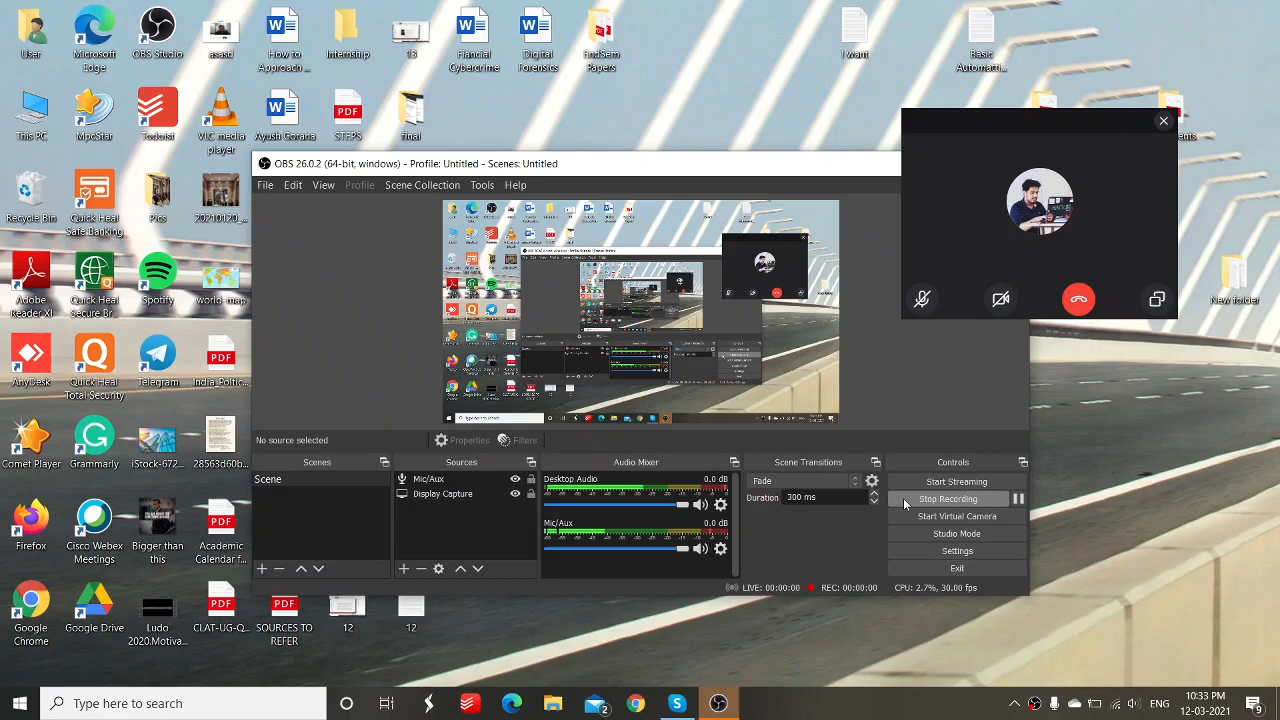 User
Microsoft
Edge
OBS Studio
asasd
How to
Approach ...
Internship
13
Fiancial
Cybercrime
Digital
Forensics
Endsem
Papers
I want
Basic
Automatti...
This PC
MpcStar
Todoist
VLC media
player
Ayush Gorana
STEPS
final
ents
OBS 26.0.2 (64-bit, windows) - Profile: Untitled - Scenes: Untitled
File Edit View Profile Scene Collection Tools Help
Recycle Bin
Quick Heal
Safe Banking
Pics
20210120_...
Adobe
Reader XI
Quick Heal
Secure Br...
Spotify
world-map
New folder
AnyDesk
Quick Heal
Total Security
Telegram
India_Politic...
CometPlayer
Grammarly
iStock-672...
28563d60b...
No source selected
Properties
Filters
Scenes
Sources
Audio Mixer
Scene Transitions
Controls
Scene
Mic/Aux
Display Capture
Desktop Audio 0.0 dB
Mic/Aux 0.0 dB
Fade
Duration 300 ms
Start Streaming
Stop Recording
Start Virtual Camera
Studio Mode
Settings
Exit
LIVE: 00:00:00
REC: 00:00:00
CPU: 2.7%, 30.00 fps
Firefox
Cisco Webex
Meetings
Bigger than
this
Academic
Calendar f...
Google
Chrome
Google Drive
Ludo
2020.Motiva...
CLAT-UG-Q...
SOURCES TO
REFER
12
12
Type here to search
2
ENG
10:33 PM
12-03-2021
9